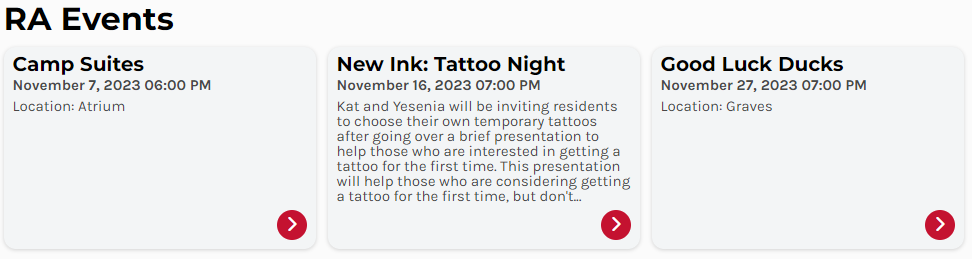 RA Events
Camp Suites
November 7, 2023 06:00 PM
Location: Atrium
New Ink: Tattoo Night
November 16, 2023 07:00 PM
Kat and Yesenia will be inviting residents
to choose their own temporary tattoos
after going over a brief presentation to
help those who are interested in getting a
tattoo for the first time. This presentation
will help those who are considering getting
a tattoo for the first time, but don't...
Good Luck Ducks
November 27, 2023 07:00 PM
Location: Graves